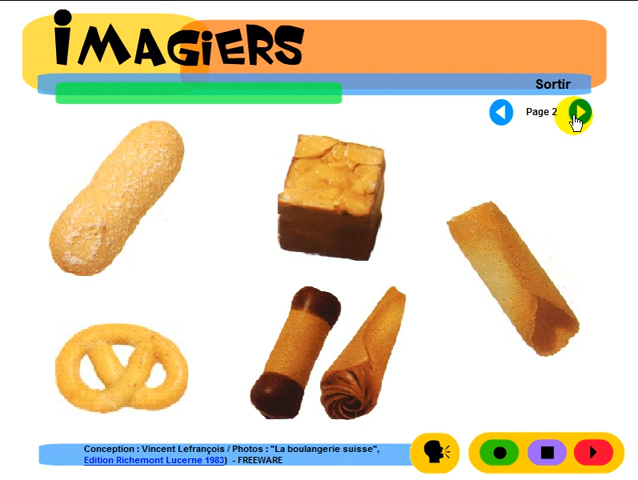 iMAGiERS
Sortir
Page 2
Conception : Vincent Lefrançois / Photos : "La boulangerie suisse",
Edition Richemont Lucerne 1983) - FREEWARE